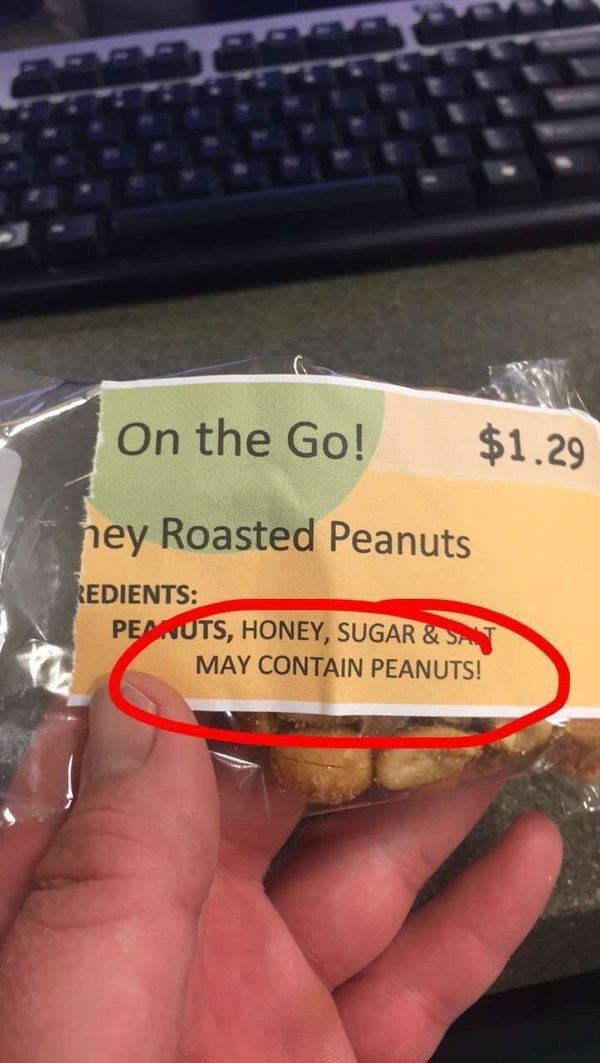 On the Go!
$1.29
ney Roasted Peanuts
REDIENTS:
PEANUTS, HONEY, SUGAR & SALT
MAY CONTAIN PEANUTS!